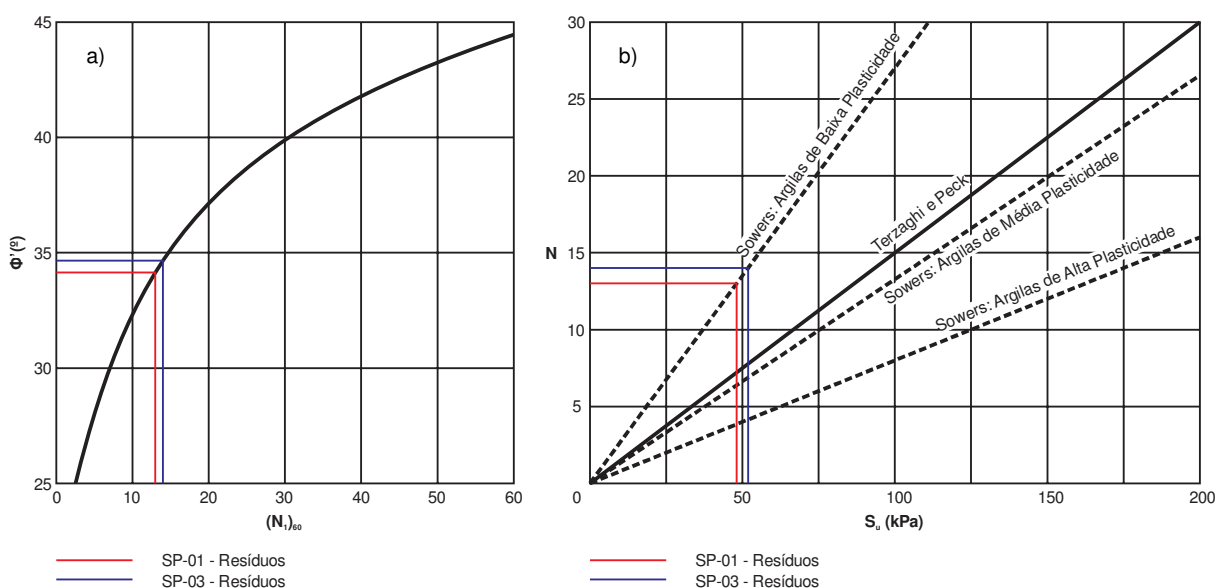 a)
45
40
35
30
25
Φ'(º)
0
10
20
30
40
50
60
(N₁)₆₀
SP-01 - Resíduos
SP-03 - Resíduos
b)
30
25
20
15
10
5
N
0
50
100
150
200
Sᵤ (kPa)
Sowers: Argilas de Baixa Plasticidade
Terzaghi e Peck
Sowers: Argilas de Média Plasticidade
Sowers: Argilas de Alta Plasticidade
SP-01 - Resíduos
SP-03 - Resíduos